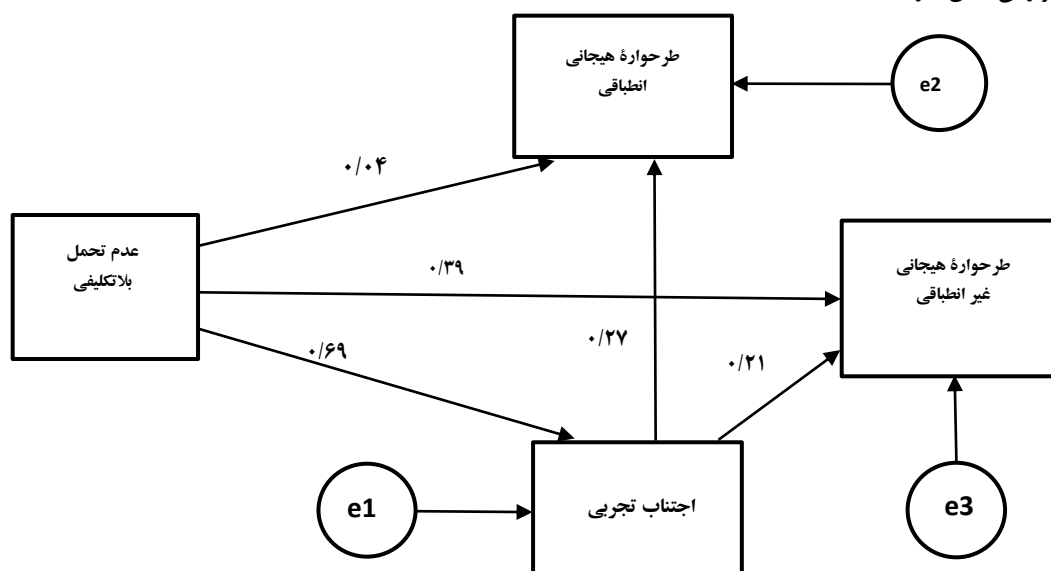 طرحوارهٔ هیجانی
انطباقی
e2
۰/۰۴
عدم تحمل
بلاتکلیفی
۰/۳۹
طرحوارهٔ هیجانی
غیر انطباقی
۰/۶۹
۰/۲۷
۰/۲۱
اجتناب تجربی
e1
e3